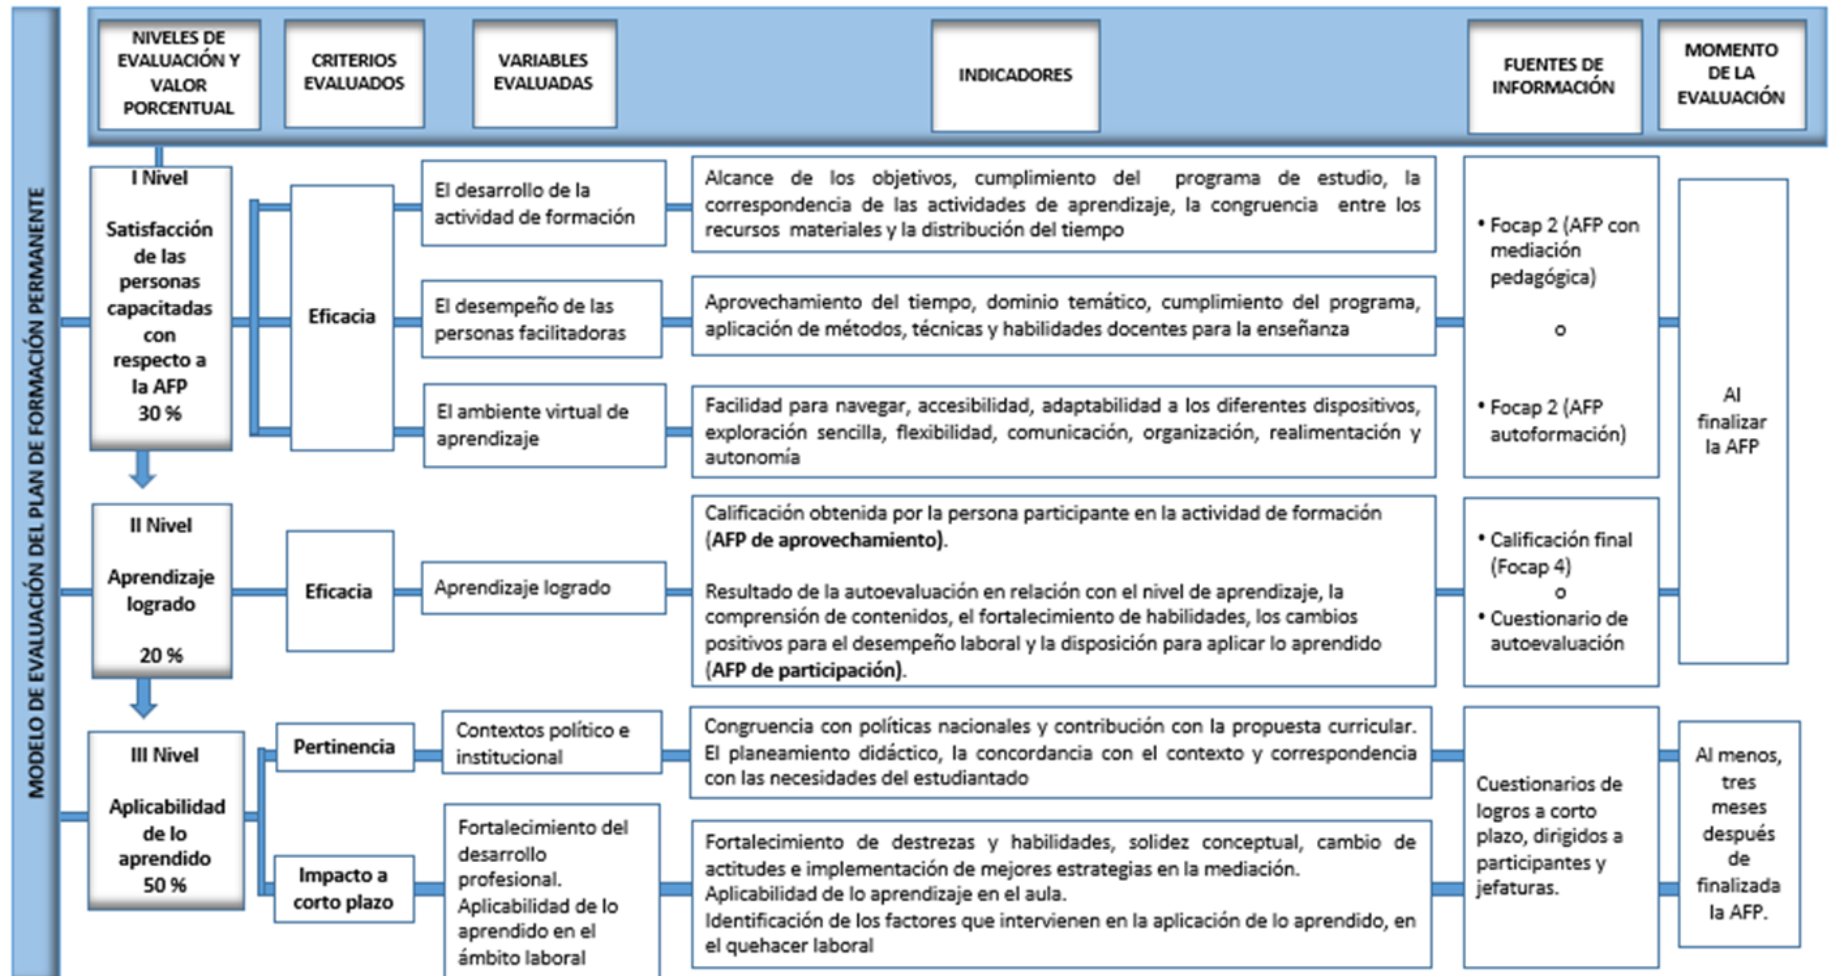 MODELO DE EVALUACIÓN DEL PLAN DE FORMACIÓN PERMANENTE
NIVELES DE
EVALUACIÓN Y
VALOR
PORCENTUAL
CRITERIOS
EVALUADOS
VARIABLES
EVALUADAS
INDICADORES
FUENTES DE
INFORMACIÓN
MOMENTO
DE LA
EVALUACIÓN
I Nivel
Satisfacción
de las
personas
capacitadas
con
respecto a
la AFP
30 %
Eficacia
El desarrollo de la
actividad de formación
Alcance de los objetivos, cumplimiento del programa de estudio, la
correspondencia de las actividades de aprendizaje, la congruencia entre los
recursos materiales y la distribución del tiempo
El desempeño de las
personas facilitadoras
Aprovechamiento del tiempo, dominio temático, cumplimiento del programa,
aplicación de métodos, técnicas y habilidades docentes para la enseñanza
El ambiente virtual de
aprendizaje
Facilidad para navegar, accesibilidad, adaptabilidad a los diferentes dispositivos,
exploración sencilla, flexibilidad, comunicación, organización, realimentación y
autonomía
• Focap 2 (AFP con
mediación
pedagógica)
o
• Focap 2 (AFP
autoformación)
Al
finalizar
la AFP
II Nivel
Aprendizaje
logrado
20 %
Eficacia
Aprendizaje logrado
Calificación obtenida por la persona participante en la actividad de formación
(AFP de aprovechamiento).
Resultado de la autoevaluación en relación con el nivel de aprendizaje, la
comprensión de contenidos, el fortalecimiento de habilidades, los cambios
positivos para el desempeño laboral y la disposición para aplicar lo aprendido
(AFP de participación).
• Calificación final
(Focap 4)
o
• Cuestionario de
autoevaluación
III Nivel
Aplicabilidad
de lo
aprendido
50 %
Pertinencia
Contextos político e
institucional
Congruencia con políticas nacionales y contribución con la propuesta curricular.
El planeamiento didáctico, la concordancia con el contexto y correspondencia
con las necesidades del estudiantado
Impacto a
corto plazo
Fortalecimiento del
desarrollo
profesional.
Aplicabilidad de lo
aprendido en el
ámbito laboral
Fortalecimiento de destrezas y habilidades, solidez conceptual, cambio de
actitudes e implementación de mejores estrategias en la mediación.
Aplicabilidad de lo aprendizaje en el aula.
Identificación de los factores que intervienen en la aplicación de lo aprendido, en
el quehacer laboral
Cuestionarios de
logros a corto
plazo, dirigidos a
participantes y
jefaturas.
Al menos,
tres
meses
después
de
finalizada
la AFP.